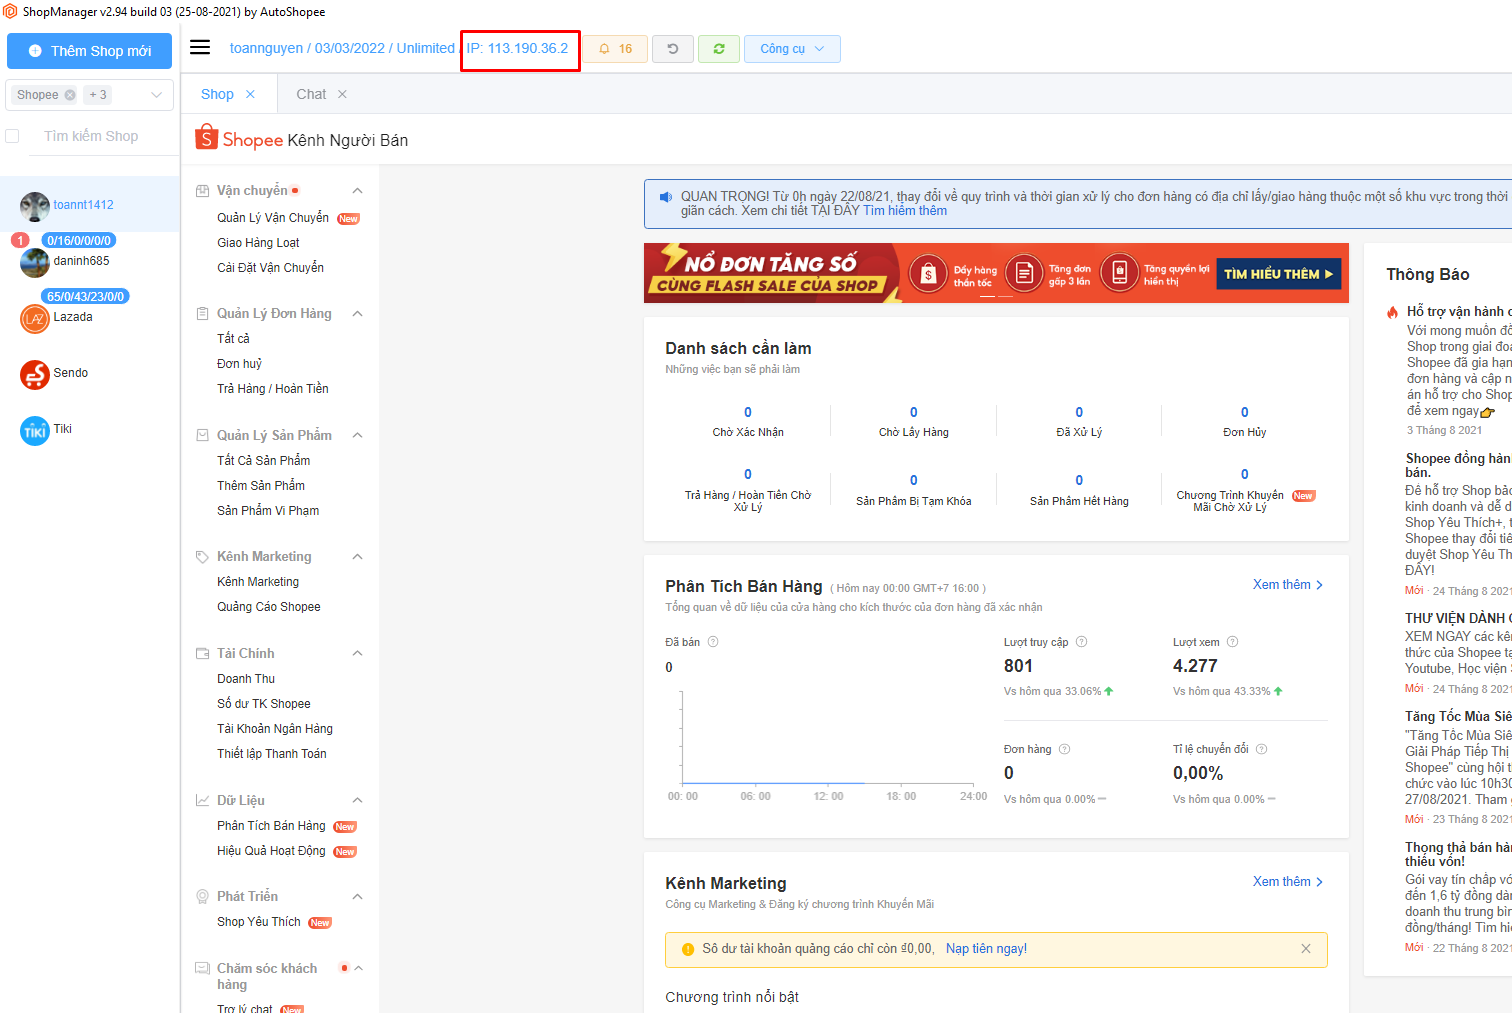 ShopManager v2.94 build 03 (25-08-2021) by AutoShopee
Thêm Shop mới
toannguyen / 03/03/2022 / Unlimited / IP: 113.190.36.2
16
Công cụ
Shopee
+ 3
Tìm kiếm Shop
toannt1412
1
0/16/0/0/0/0
daninh685
65/0/43/23/0/0
LAZ
Lazada
Sendo
TIKI
Tiki
Shop
Chat
Shopee Kênh Người Bán
Vận chuyển
Quản Lý Vận Chuyển New
Giao Hàng Loạt
Cài Đặt Vận Chuyển
Quản Lý Đơn Hàng
Tất cả
Đơn huỷ
Trả Hàng / Hoàn Tiền
Quản Lý Sản Phẩm
Tất Cả Sản Phẩm
Thêm Sản Phẩm
Sản Phẩm Vi Phạm
Kênh Marketing
Kênh Marketing
Quảng Cáo Shopee
Tài Chính
Doanh Thu
Số dư TK Shopee
Tài Khoản Ngân Hàng
Thiết lập Thanh Toán
Dữ Liệu
Phân Tích Bán Hàng New
Hiệu Quả Hoạt Động New
Phát Triển
Shop Yêu Thích New
Chăm sóc khách
hàng
Trợ lý chat New
QUAN TRỌNG! Từ 0h ngày 22/08/21, thay đổi về quy trình và thời gian xử lý cho đơn hàng có địa chỉ lấy/giao hàng thuộc một số khu vực trong thời
giãn cách. Xem chi tiết TẠI ĐÂY Tìm hiểm thêm
NỔ ĐƠN TĂNG SỐ
CÙNG FLASH SALE CỦA SHOP
Đẩy hàng
thần tốc
Tăng đơn
gấp 3 lần
Tăng quyền lợi
hiển thị
TÌM HIỂU THÊM
Danh sách cần làm
Những việc bạn sẽ phải làm
0
Chờ Xác Nhận
0
Chờ Lấy Hàng
0
Đã Xử Lý
0
Đơn Hủy
0
Trả Hàng / Hoàn Tiền Chờ
Xử Lý
0
Sản Phẩm Bị Tạm Khóa
0
Sản Phẩm Hết Hàng
0
Chương Trình Khuyến New
Mãi Chờ Xử Lý
Phân Tích Bán Hàng ( Hôm nay 00:00 GMT+7 16:00 )
Xem thêm
Tổng quan về dữ liệu của cửa hàng cho kích thước của đơn hàng đã xác nhận
Đã bán
0
00: 00
06: 00
12: 00
18: 00
24:00
Lượt truy cập
801
Vs hôm qua 33.06%
Lượt xem
4.277
Vs hôm qua 43.33%
Đơn hàng
0
Vs hôm qua 0.00%
Tỉ lệ chuyển đổi
0,00%
Vs hôm qua 0.00%
Kênh Marketing
Xem thêm
Công cụ Marketing & Đăng ký chương trình Khuyến Mãi
Số dư tài khoản quảng cáo chỉ còn ₫0,00, Nạp tiền ngay!
Chương trình nổi bật
Thông Báo
Hỗ trợ vận hành
Với mong muốn
Shop trong giai
Shopee đã gia hạn
đơn hàng và cập
án hỗ trợ cho Shop
để xem ngay👉
3 Tháng 8 2021
Shopee đồng hành
bán.
Để hỗ trợ Shop
kinh doanh và dễ
Shop Yêu Thích+,
Shopee thay đổi
duyệt Shop Yêu
ĐÂY!
Mới · 24 Tháng 8 2021
THƯ VIỆN DÀNH
XEM NGAY các
thức của Shopee
Youtube, Học viện
Mới · 24 Tháng 8 2021
Tăng Tốc Mùa
"Tăng Tốc Mùa
Giải Pháp Tiếp Thị
Shopee" cùng hội
chức vào lúc 10h30
27/08/2021. Tham
Mới · 23 Tháng 8 2021
Thong thả bán
thiếu vốn!
Gói vay tín chấp
đến 1,6 tỷ đồng
doanh thu trung
đồng/tháng! Tìm
Mới · 22 Tháng 8 2021